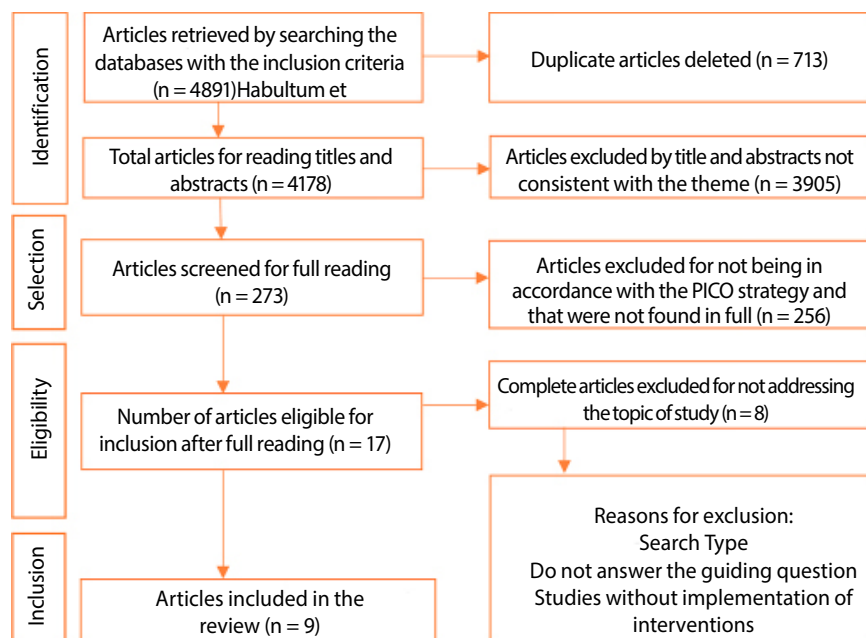 Identification
Articles retrieved by searching the
databases with the inclusion criteria
(n = 4891)Habultum et
Duplicate articles deleted (n = 713)
Total articles for reading titles and
abstracts (n = 4178)
Articles excluded by title and abstracts not
consistent with the theme (n = 3905)
Selection
Articles screened for full reading
(n = 273)
Articles excluded for not being in
accordance with the PICO strategy and
that were not found in full (n = 256)
Eligibility
Number of articles eligible for
inclusion after full reading (n = 17)
Complete articles excluded for not addressing
the topic of study (n = 8)
Reasons for exclusion:
Search Type
Do not answer the guiding question
Studies without implementation of
interventions
Inclusion
Articles included in the
review (n = 9)